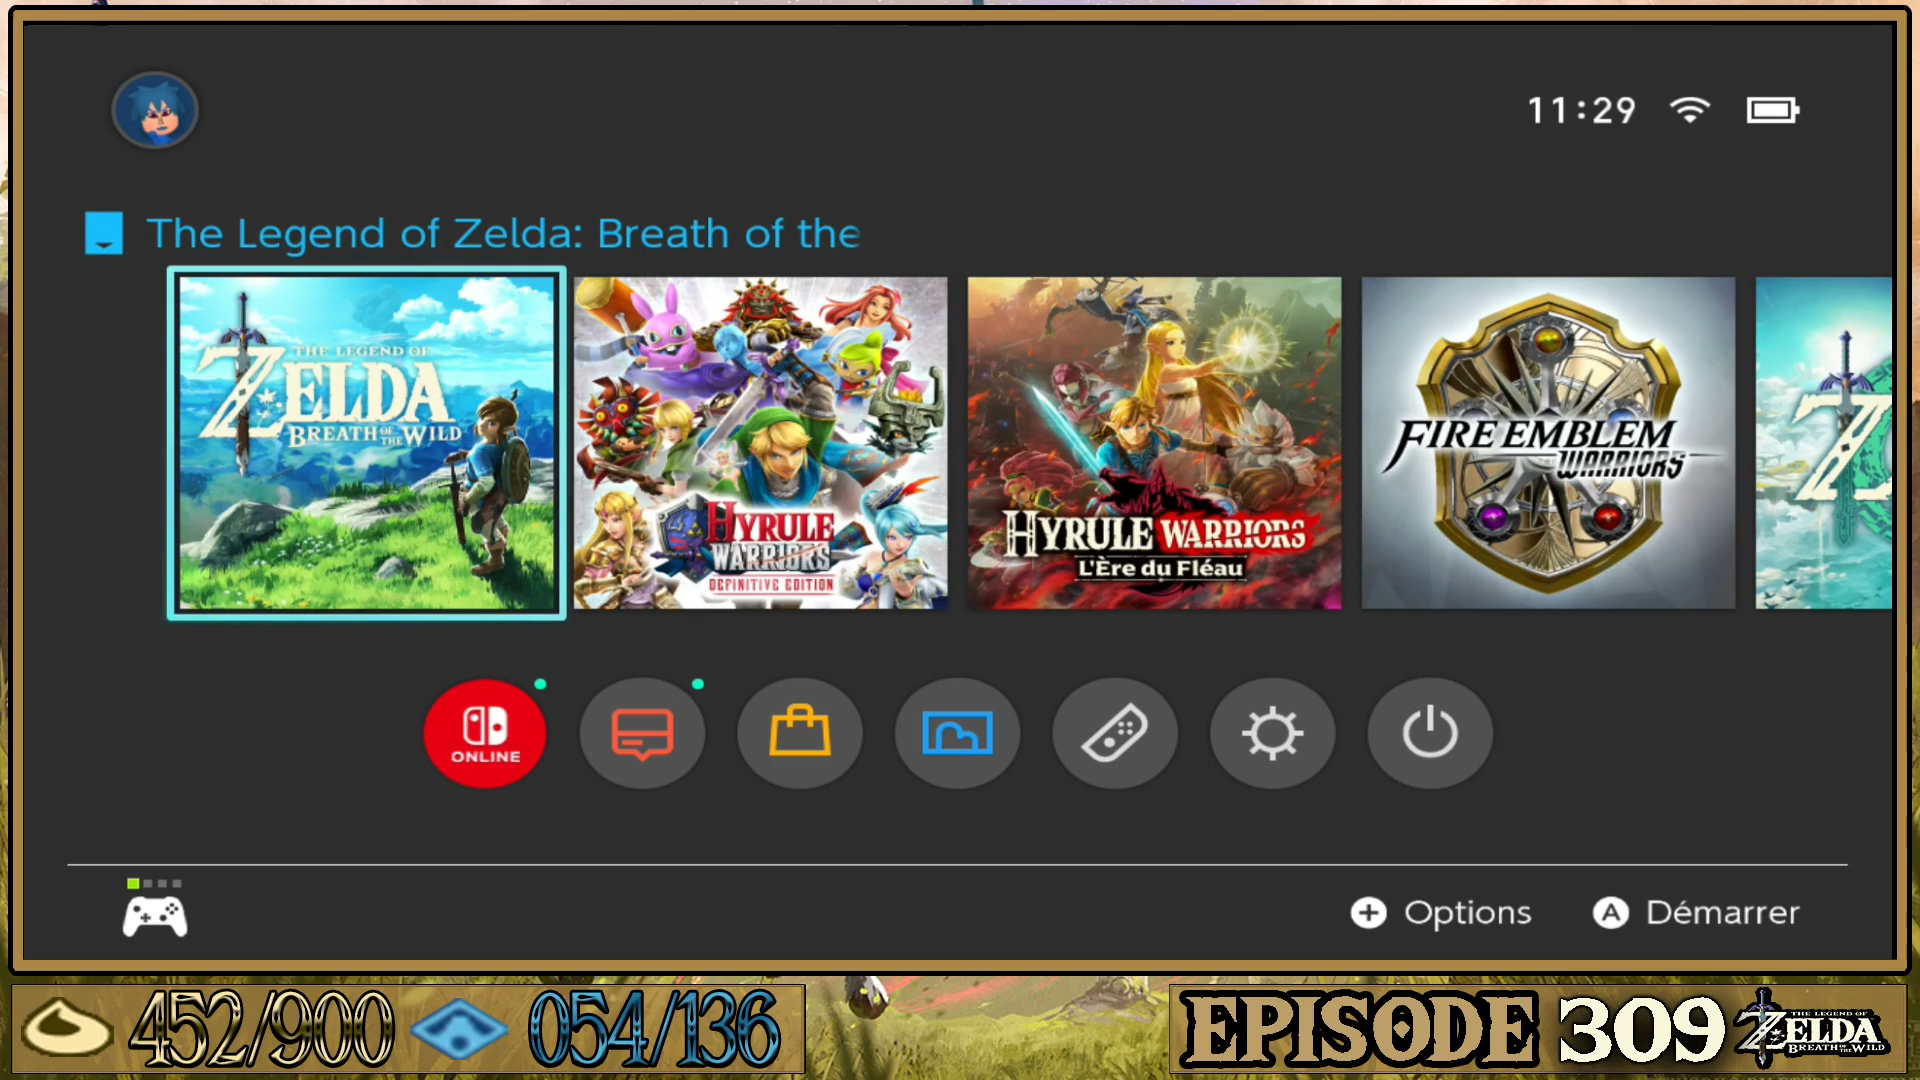 11:29
The Legend of Zelda: Breath of the
THE LEGEND OF
ZELDA
BREATH OF THE WILD
HYRULE
WARRIORS
DEFINITIVE EDITION
HYRULE WARRIORS
L'Ère du Fléau
FIRE EMBLEM
WARRIORS
ONLINE
+ Options
A Démarrer
452/900
054/136
EPISODE 309
THE LEGEND OF
ZELDA
BREATH OF THE WILD